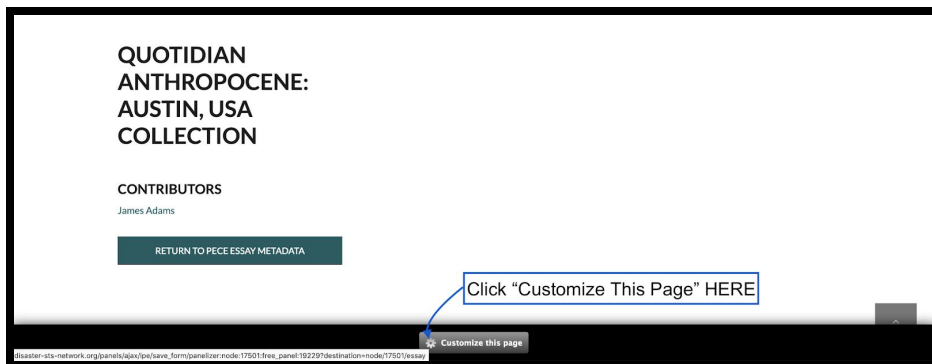 QUOTIDIAN
ANTHROPOCENE:
AUSTIN, USA
COLLECTION
CONTRIBUTORS
James Adams
RETURN TO PECE ESSAY METADATA
Click “Customize This Page” HERE
Customize this page
disaster-sts-network.org/panels/ajax/ipe/save_form/panelizer:node:17501:free_panel:19229?destination=node/17501/essay